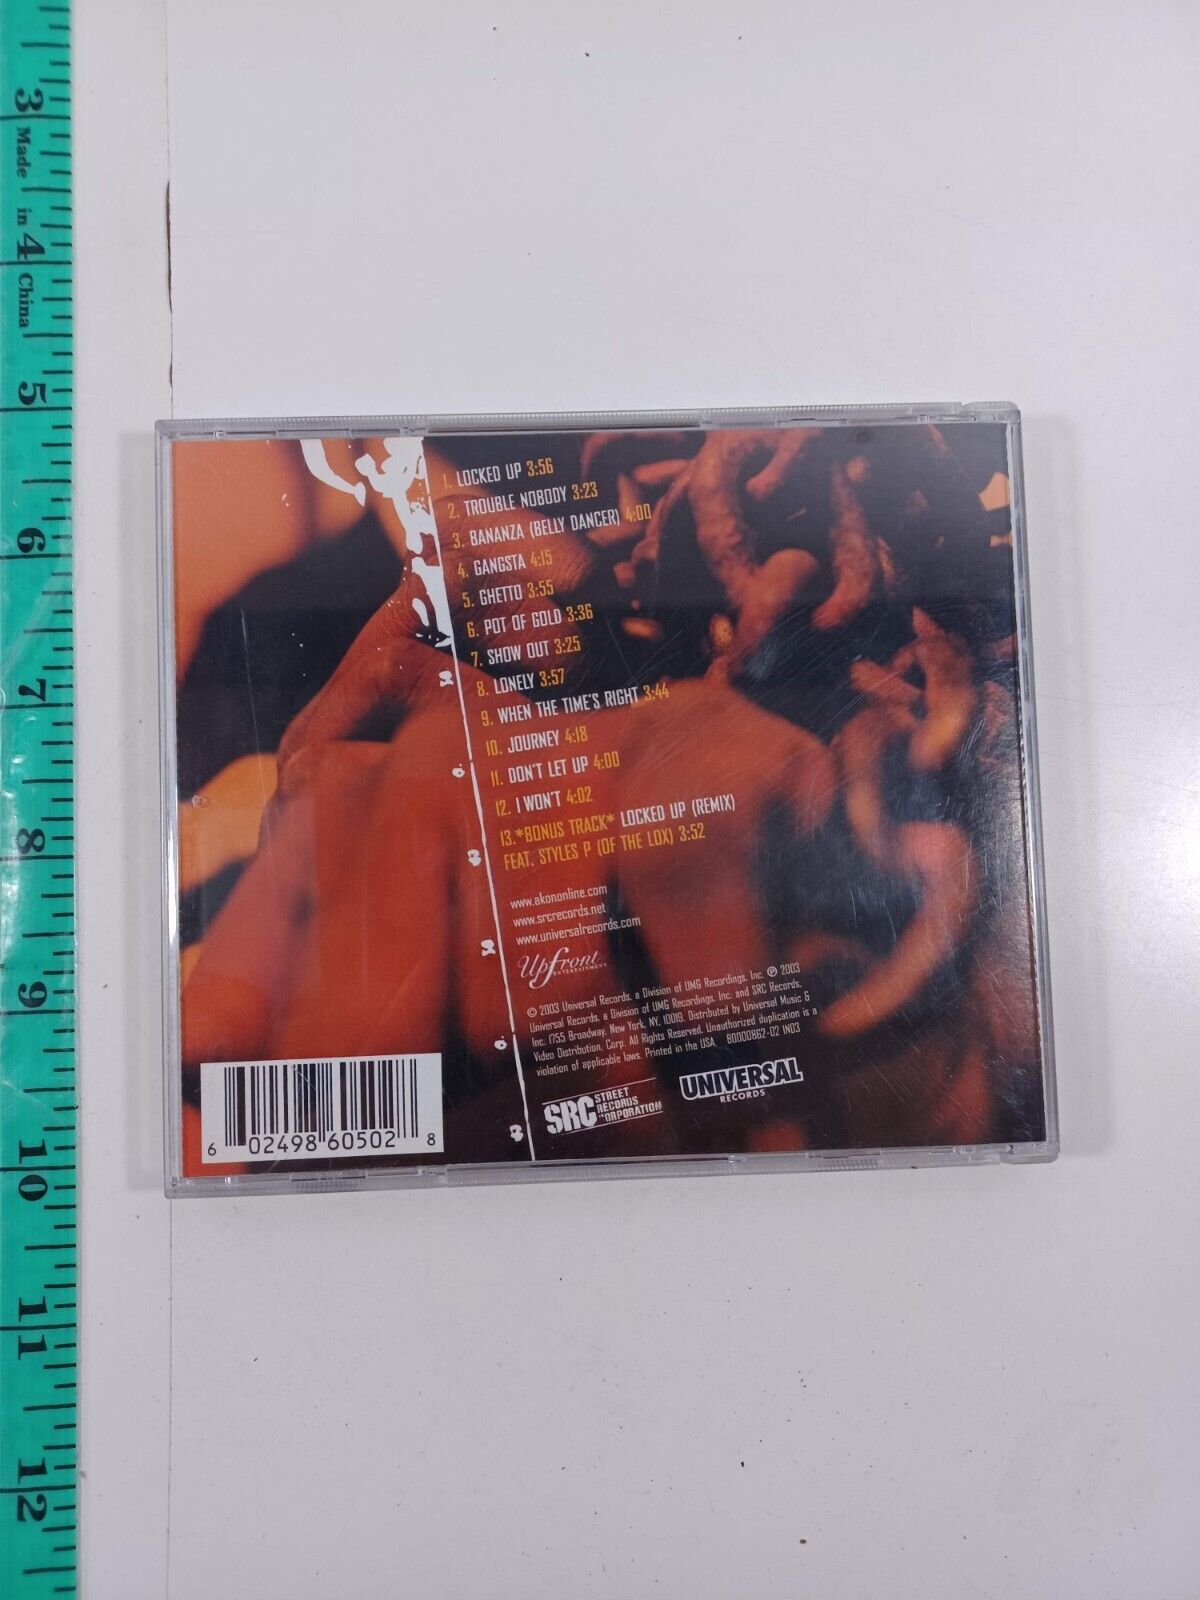 1. LOCKED UP 3:56
2. TROUBLE NOBODY 3:23
3. BANANZA (BELLY DANCER) 4:00
4. GANGSTA 4:15
5. GHETTO 3:55
6. POT OF GOLD 3:36
7. SHOW OUT 3:25
8. LONELY 3:57
9. WHEN THE TIME'S RIGHT 3:44
10. JOURNEY 4:18
11. DON'T LET UP 4:00
12. I WON'T 4:02
13.*BONUS TRACK* LOCKED UP (REMIX)
FEAT. STYLES P (OF THE LOX) 3:52
www.akononline.com
www.srcrecords.net
www.universalrecords.com
Upfront
ENTERTAINMENT
© 2003 Universal Records, a Division of UMG Recordings, Inc. ℗ 2003
Universal Records, a Division of UMG Recordings, Inc. and SRC Records,
Inc. 1755 Broadway, New York, NY, 10019. Distributed by Universal Music &
Video Distribution, Corp. All Rights Reserved. Unauthorized duplication is a
violation of applicable laws. Printed in the USA. B0000862-02 IN03
SRC STREET
RECORDS
CORPORATION
UNIVERSAL
RECORDS
6 02498 60502 8
3 Made in 4 China 5 6 7 8 9 10 11 12